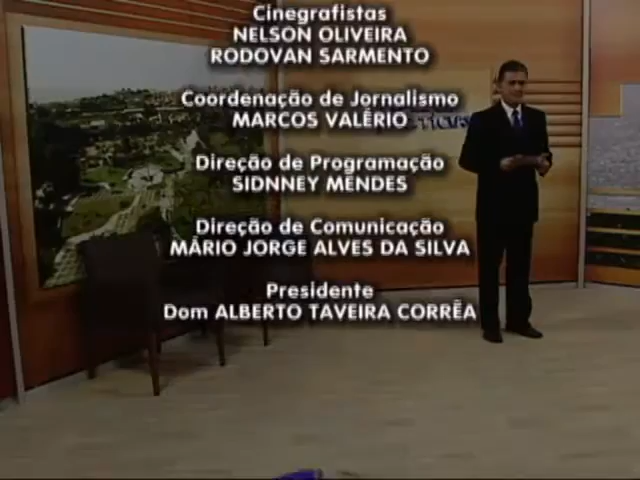 Cinegrafistas
NELSON OLIVEIRA
RODOVAN SARMENTO
Coordenação de Jornalismo
MARCOS VALÉRIO
Direção de Programação
SIDNNEY MENDES
Direção de Comunicação
MÁRIO JORGE ALVES DA SILVA
Presidente
Dom ALBERTO TAVEIRA CORRÊA